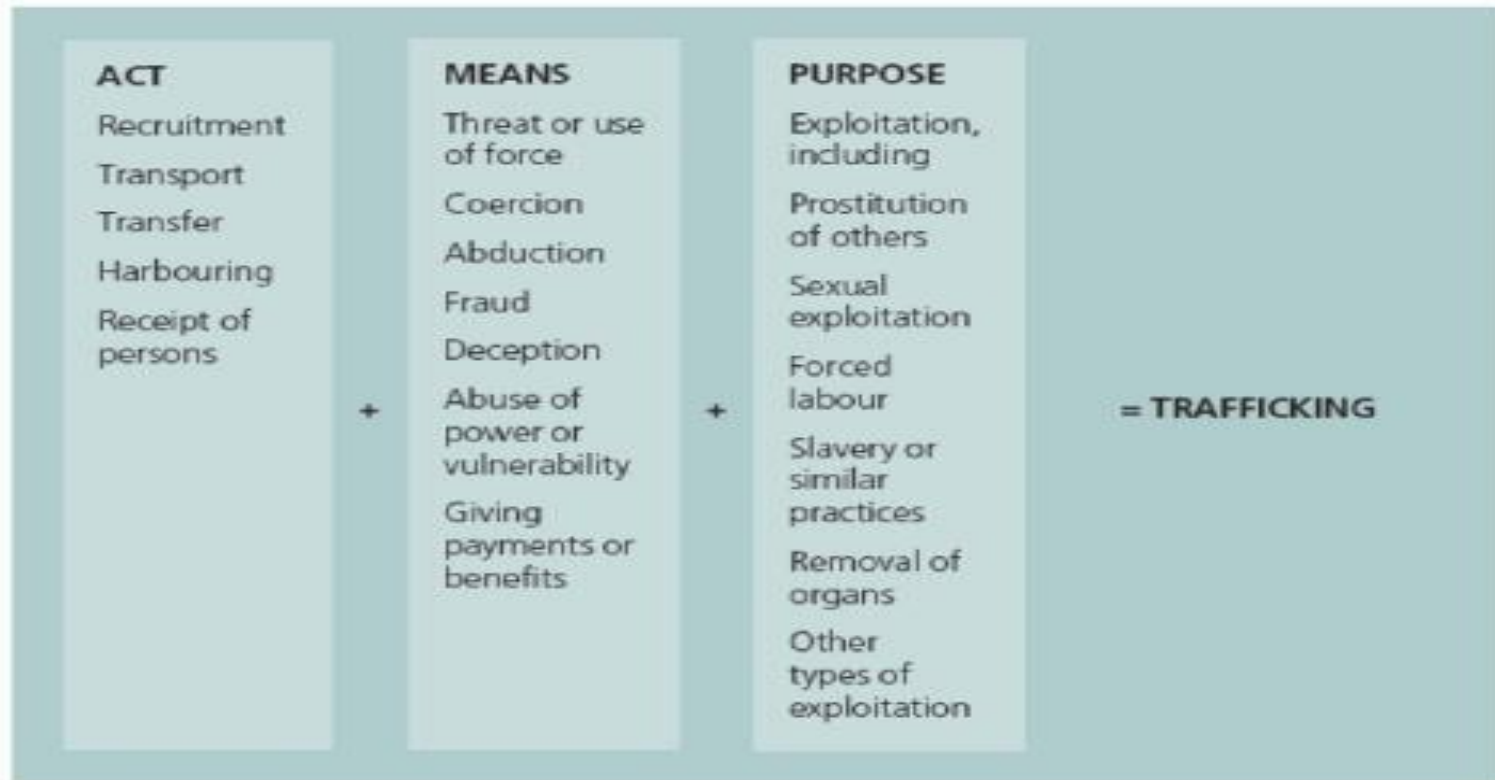 ACT
Recruitment
Transport
Transfer
Harbouring
Receipt of
persons
+
MEANS
Threat or use
of force
Coercion
Abduction
Fraud
Deception
Abuse of
power or
vulnerability
Giving
payments or
benefits
+
PURPOSE
Exploitation,
including
Prostitution
of others
Sexual
exploitation
Forced
labour
Slavery or
similar
practices
Removal of
organs
Other
types of
exploitation
= TRAFFICKING